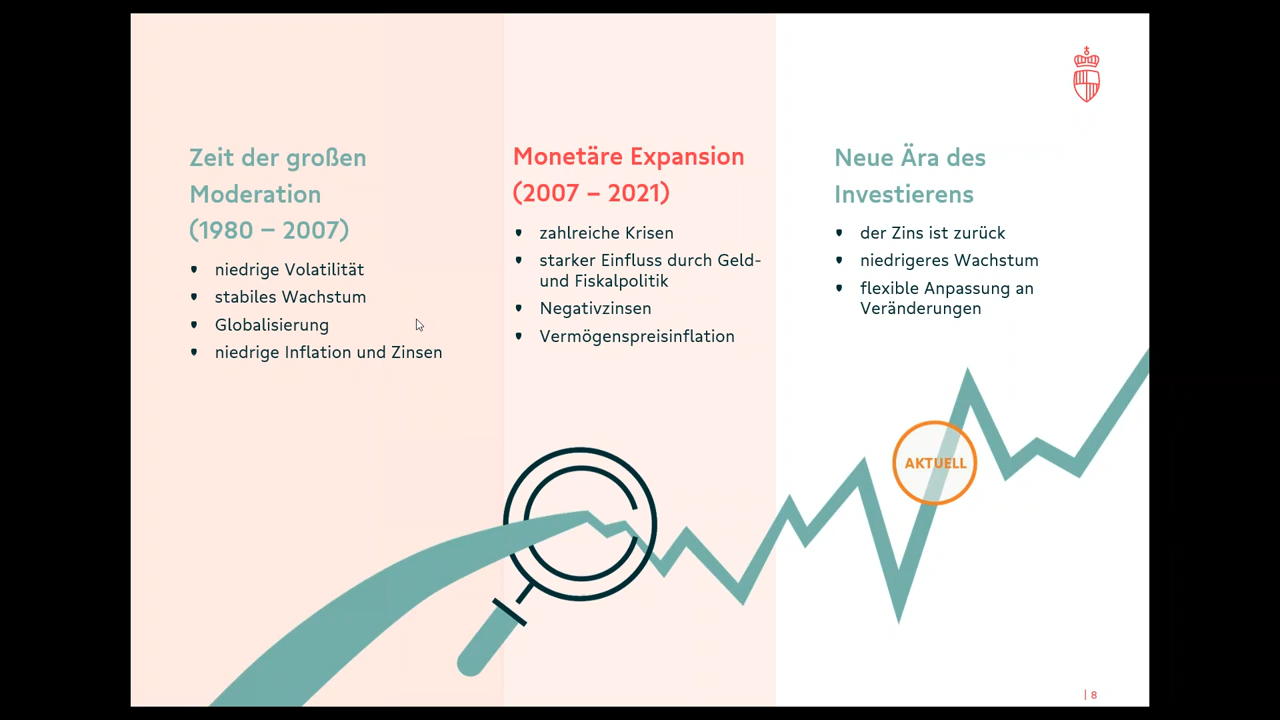 Zeit der großen
Moderation
(1980 – 2007)
niedrige Volatilität
stabiles Wachstum
Globalisierung
niedrige Inflation und Zinsen
Monetäre Expansion
(2007 – 2021)
zahlreiche Krisen
starker Einfluss durch Geld-
und Fiskalpolitik
Negativzinsen
Vermögenspreisinflation
Neue Ära des
Investierens
der Zins ist zurück
niedrigeres Wachstum
flexible Anpassung an
Veränderungen
AKTUELL
| 8